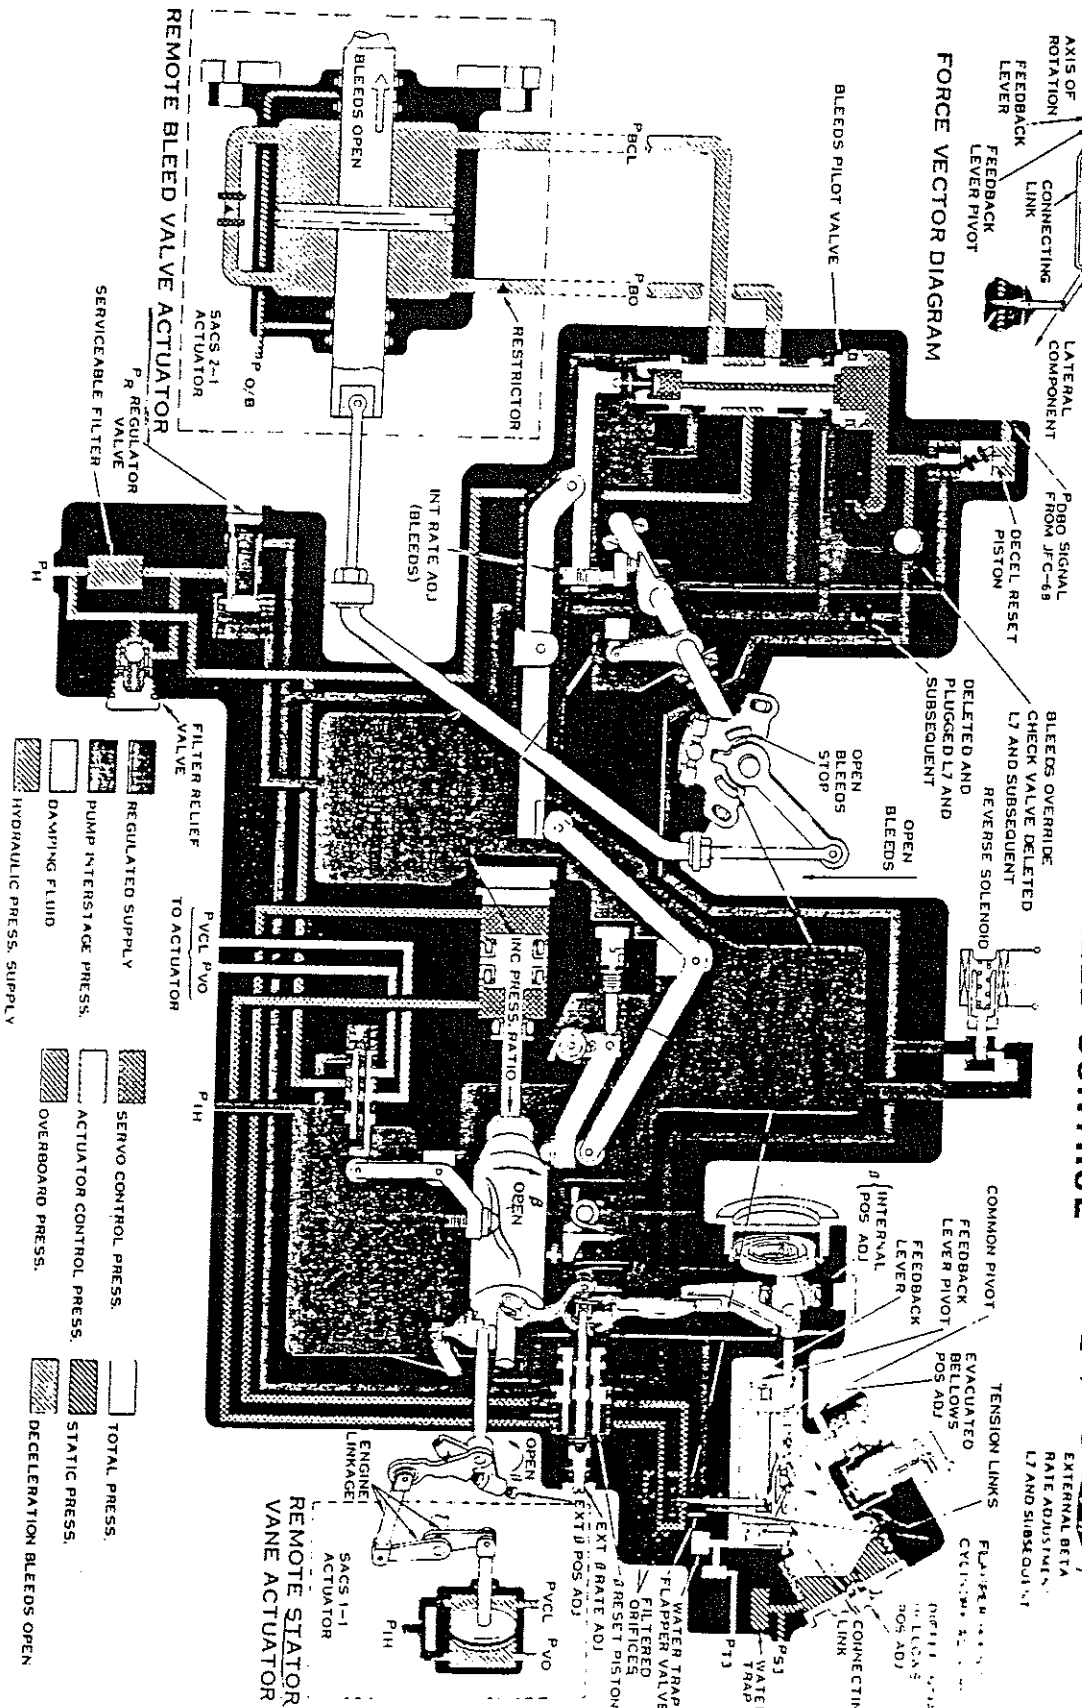 AXIS OF
ROTATION
FEEDBACK
LEVER
FEEDBACK
LEVER PIVOT
CONNECTING
LINK
LATERAL
COMPONENT
FORCE VECTOR DIAGRAM
PDBO SIGNAL
FROM JFC-68
DECEL RESET
PISTON
BLEEDS OVERRIDE
CHECK VALVE DELETED
L7 AND SUBSEQUENT
DELETED AND
PLUGGED L7 AND
SUBSEQUENT
REVERSE SOLENOID
OPEN
BLEEDS
OPEN
BLEEDS
STOP
BLEEDS PILOT VALVE
PBCL
PBO
RESTRICTOR
BLEEDS OPEN
SACS 2-1
ACTUATOR
P O/B
REMOTE BLEED VALVE ACTUATOR
INT RATE ADJ
(BLEEDS)
PR REGULATOR
VALVE
SERVICEABLE FILTER
PH
FILTER RELIEF
VALVE
INC PRESS. RATIO
β
OPEN
PVCL PVO
TO ACTUATOR
PIH
COMMON PIVOT
FEEDBACK
LEVER PIVOT
FEEDBACK
LEVER
β { INTERNAL
POS ADJ
TENSION LINKS
EVACUATED
BELLOWS
POS ADJ
EXTERNAL BETA
RATE ADJUSTMENT
L7 AND SUBSEQUENT
POS ADJ
CONNECTING
LINK
WATER
TRAP
PS3
PT3
WATER TRAP
FLAPPER VALVE
FILTERED
ORIFICES
β RESET PISTON
EXT β RATE ADJ
EXT β POS ADJ
OPEN
ENGINE
LINKAGE
SACS 1-1
ACTUATOR
PVCL
PVO
PIH
REMOTE STATOR
VANE ACTUATOR
REGULATED SUPPLY
PUMP INTERSTAGE PRESS.
DAMPING FLUID
HYDRAULIC PRESS. SUPPLY
SERVO CONTROL PRESS.
ACTUATOR CONTROL PRESS.
OVERBOARD PRESS.
TOTAL PRESS.
STATIC PRESS.
DECELERATION BLEEDS OPEN